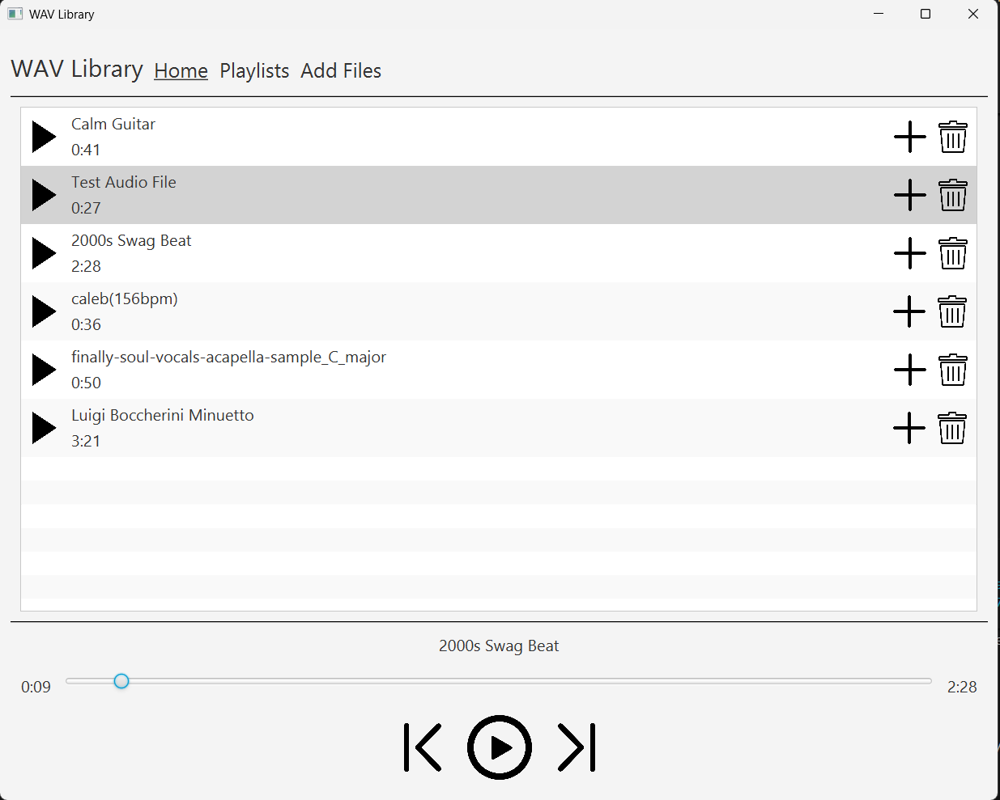 WAV Library
WAV Library Home Playlists Add Files
Calm Guitar
0:41
Test Audio File
0:27
2000s Swag Beat
2:28
caleb(156bpm)
0:36
finally-soul-vocals-acapella-sample_C_major
0:50
Luigi Boccherini Minuetto
3:21
2000s Swag Beat
0:09 2:28